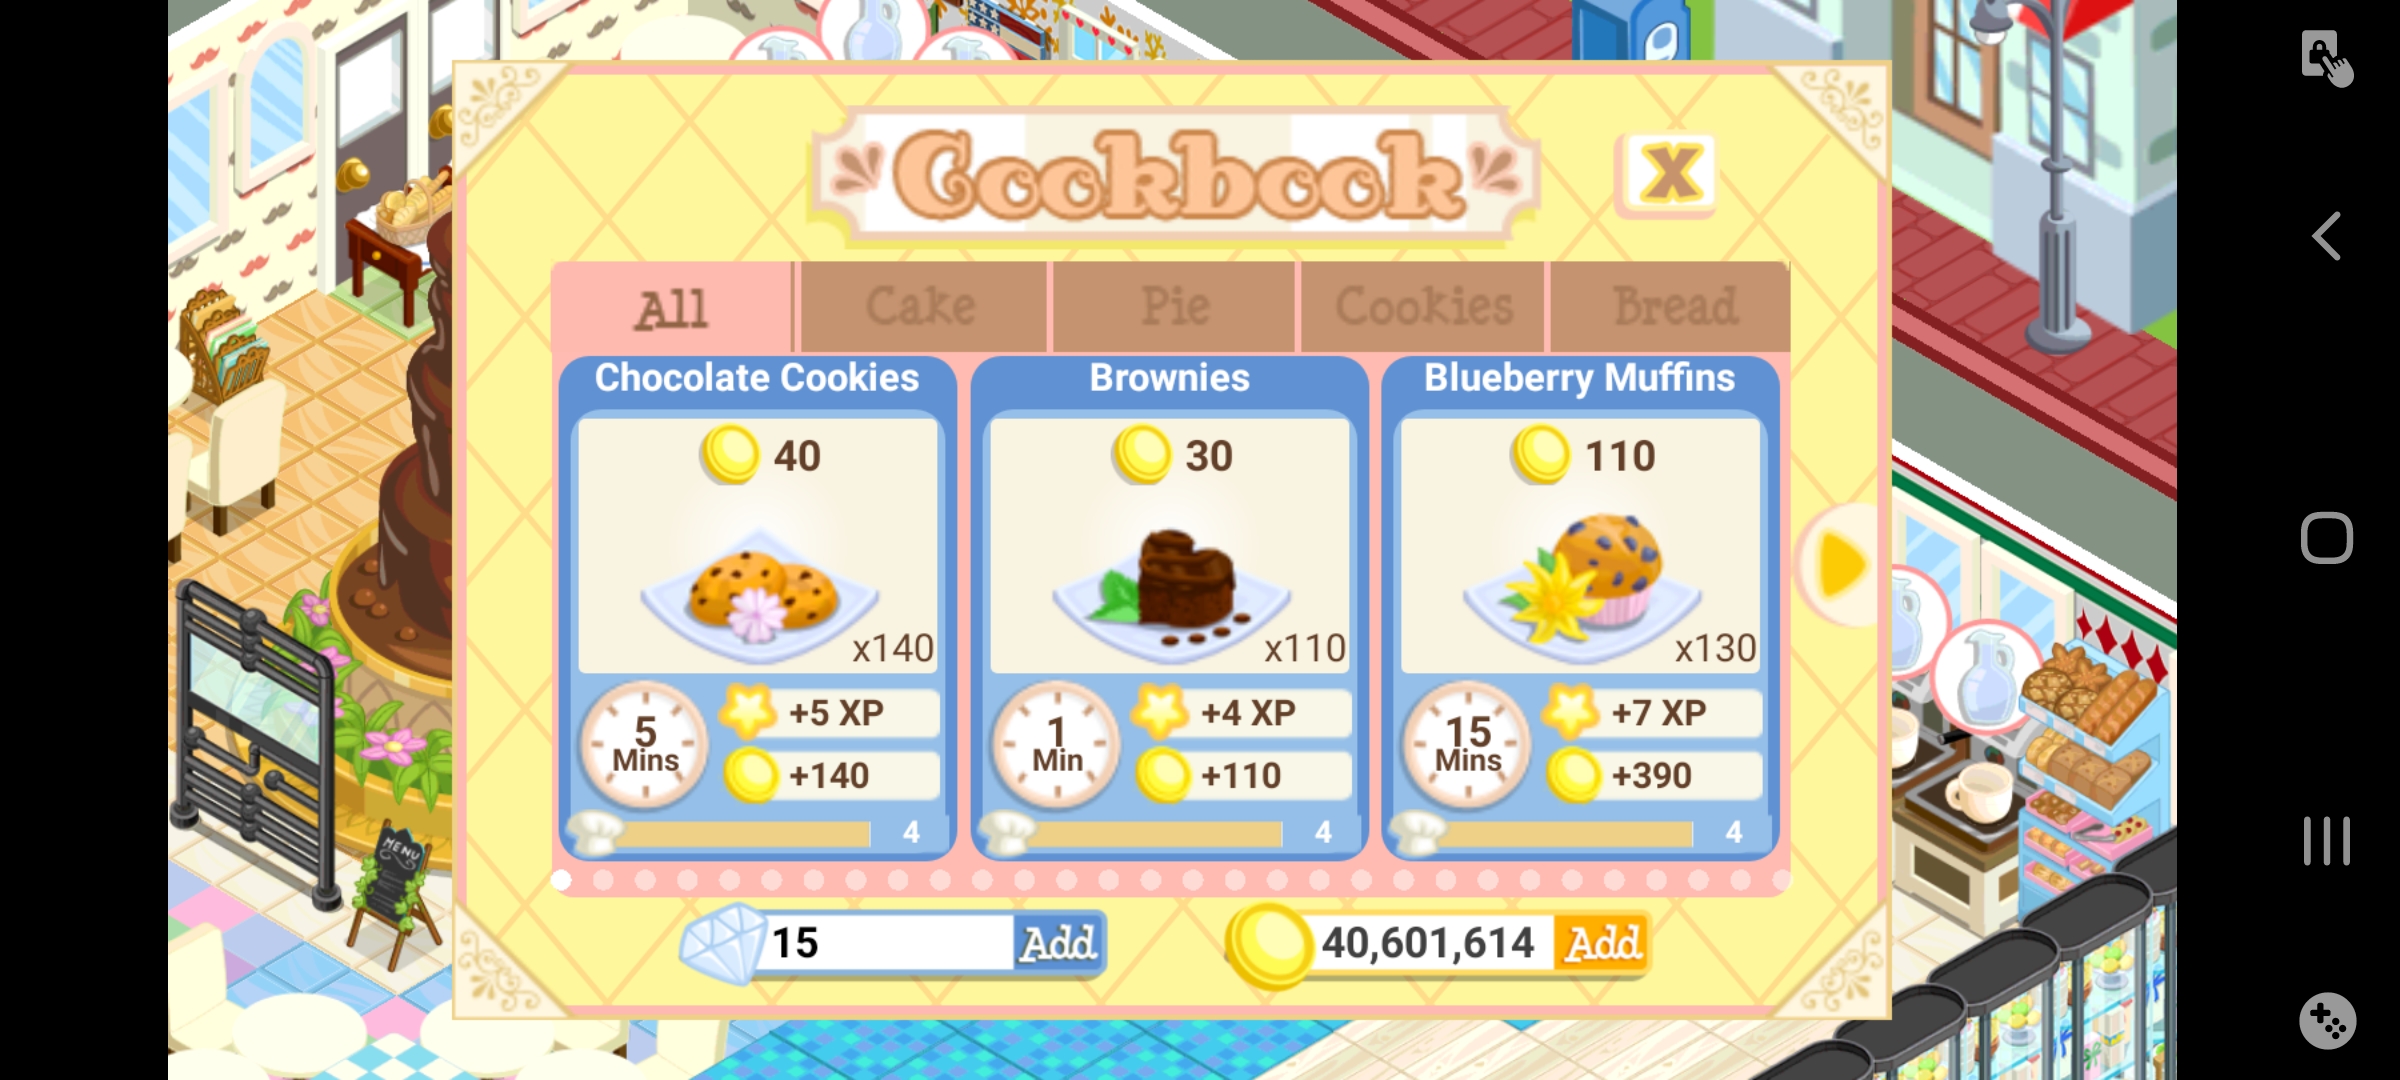 Cookbook
X
All
Cake
Pie
Cookies
Bread
Chocolate Cookies
40
x140
5
Mins
+5 XP
+140
4
Brownies
30
x110
1
Min
+4 XP
+110
4
Blueberry Muffins
110
x130
15
Mins
+7 XP
+390
4
15
Add
40,601,614
Add
MENU